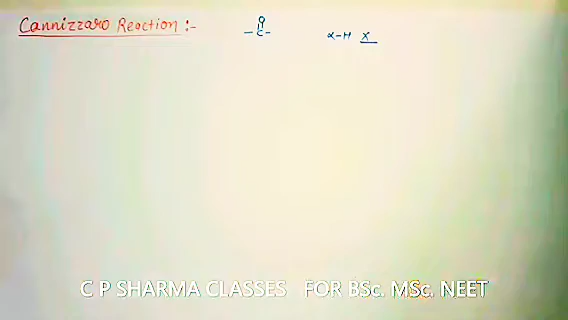 Cannizzaro Reaction :-
O
-C-
α-H X
C P SHARMA CLASSES FOR BSc. MSc. NEET